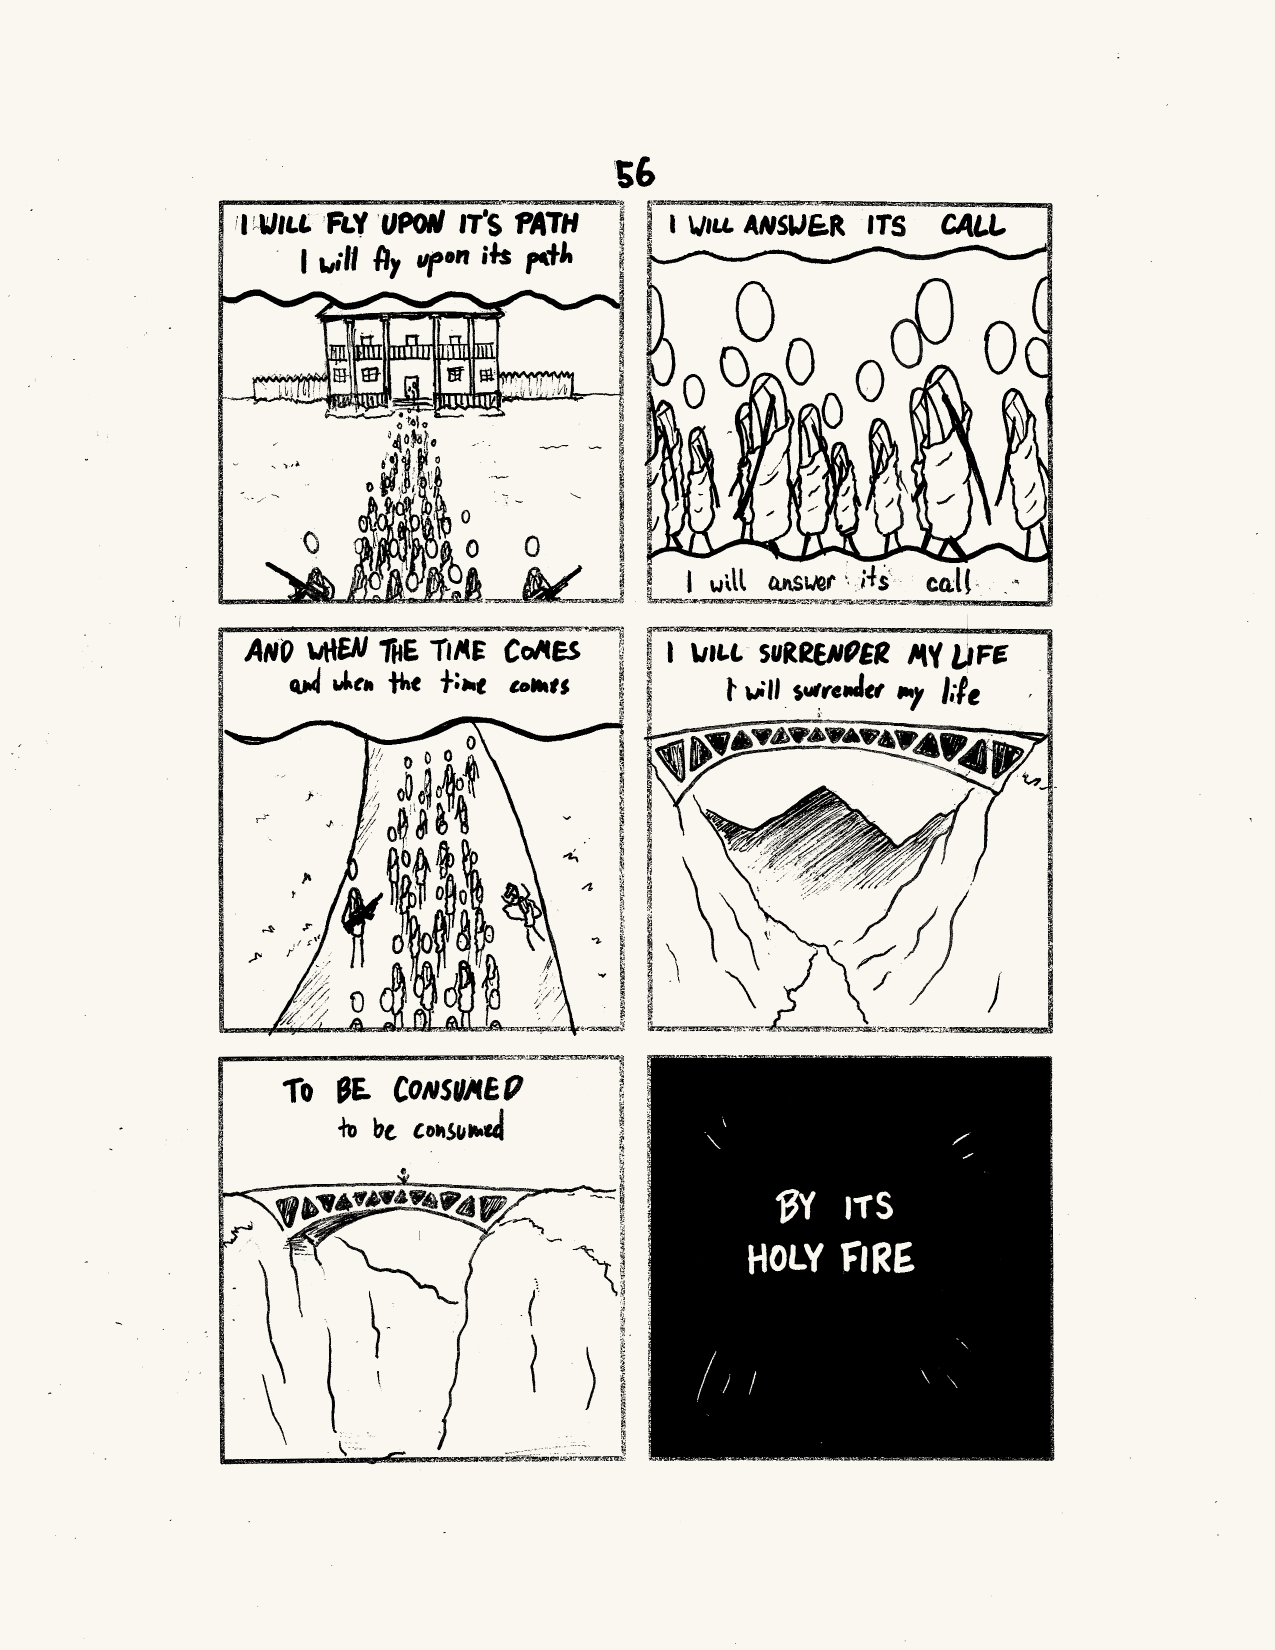 56
I WILL FLY UPON IT'S PATH
I will fly upon its path
I WILL ANSWER ITS CALL
I will answer its call
AND WHEN THE TIME COMES
and when the time comes
I WILL SURRENDER MY LIFE
I will surrender my life
TO BE CONSUMED
to be consumed
BY ITS
HOLY FIRE